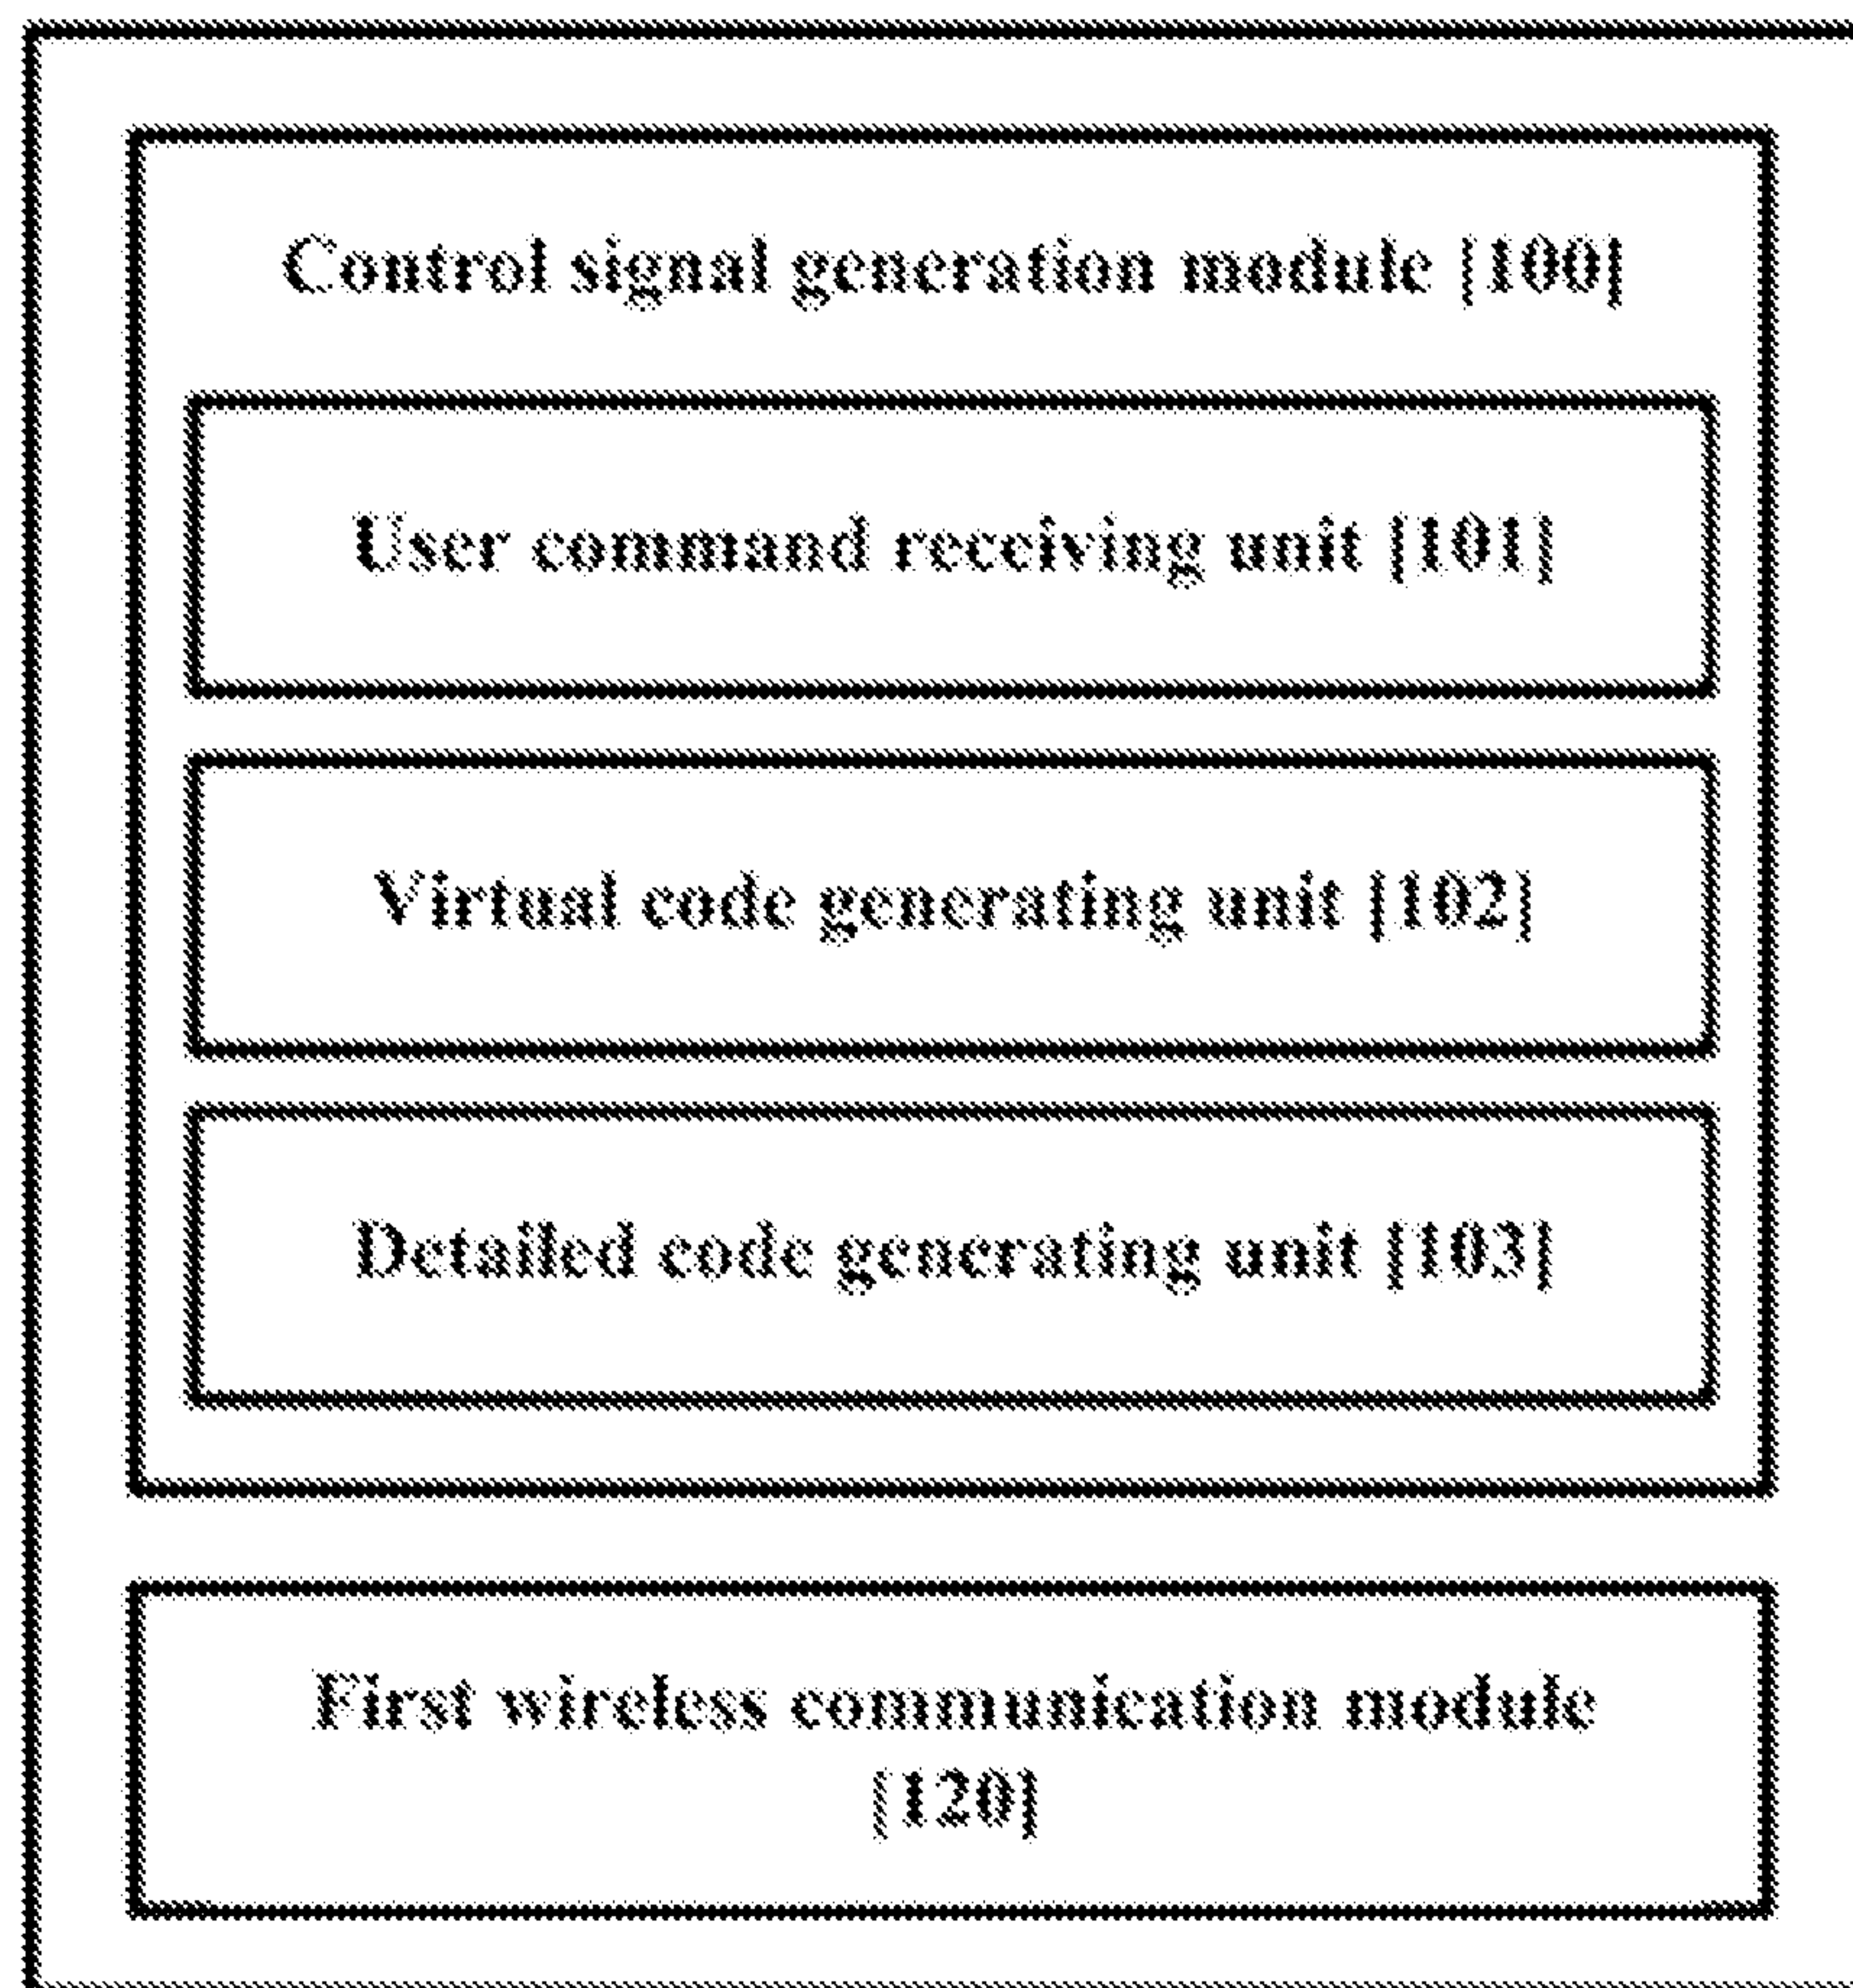 Control signal generation module [100]
User command receiving unit [101]
Virtual code generating unit [102]
Detailed code generating unit [103]
First wireless communication module
[120]